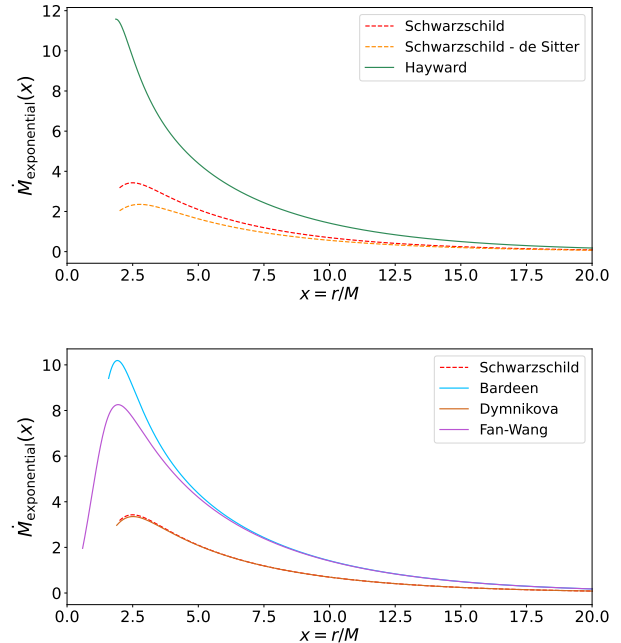 12
10
8
6
4
2
0
Ṁexponential(x)
Schwarzschild
Schwarzschild - de Sitter
Hayward
0.0 2.5 5.0 7.5 10.0 12.5 15.0 17.5 20.0
x = r/M
10
8
6
4
2
0
Ṁexponential(x)
Schwarzschild
Bardeen
Dymnikova
Fan-Wang
0.0 2.5 5.0 7.5 10.0 12.5 15.0 17.5 20.0
x = r/M